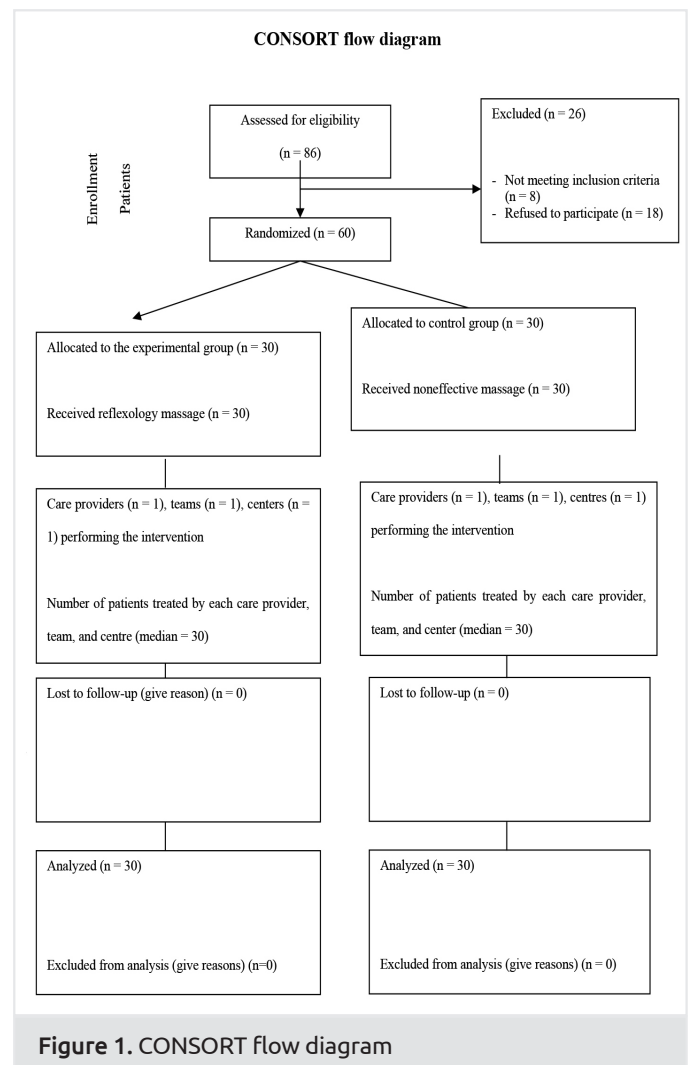 CONSORT flow diagram
Assessed for eligibility
(n = 86)
Excluded (n = 26)
- Not meeting inclusion criteria
(n = 8)
- Refused to participate (n = 18)
Enrollment
Patients
Randomized (n = 60)
Allocated to the experimental group (n = 30)
Received reflexology massage (n = 30)
Allocated to control group (n = 30)
Received noneffective massage (n = 30)
Care providers (n = 1), teams (n = 1), centers (n =
1) performing the intervention
Number of patients treated by each care provider,
team, and centre (median = 30)
Care providers (n = 1), teams (n = 1), centres (n = 1)
performing the intervention
Number of patients treated by each care provider,
team, and center (median = 30)
Lost to follow-up (give reason) (n = 0)
Lost to follow-up (n = 0)
Analyzed (n = 30)
Excluded from analysis (give reasons) (n=0)
Analyzed (n = 30)
Excluded from analysis (give reasons) (n = 0)
Figure 1. CONSORT flow diagram